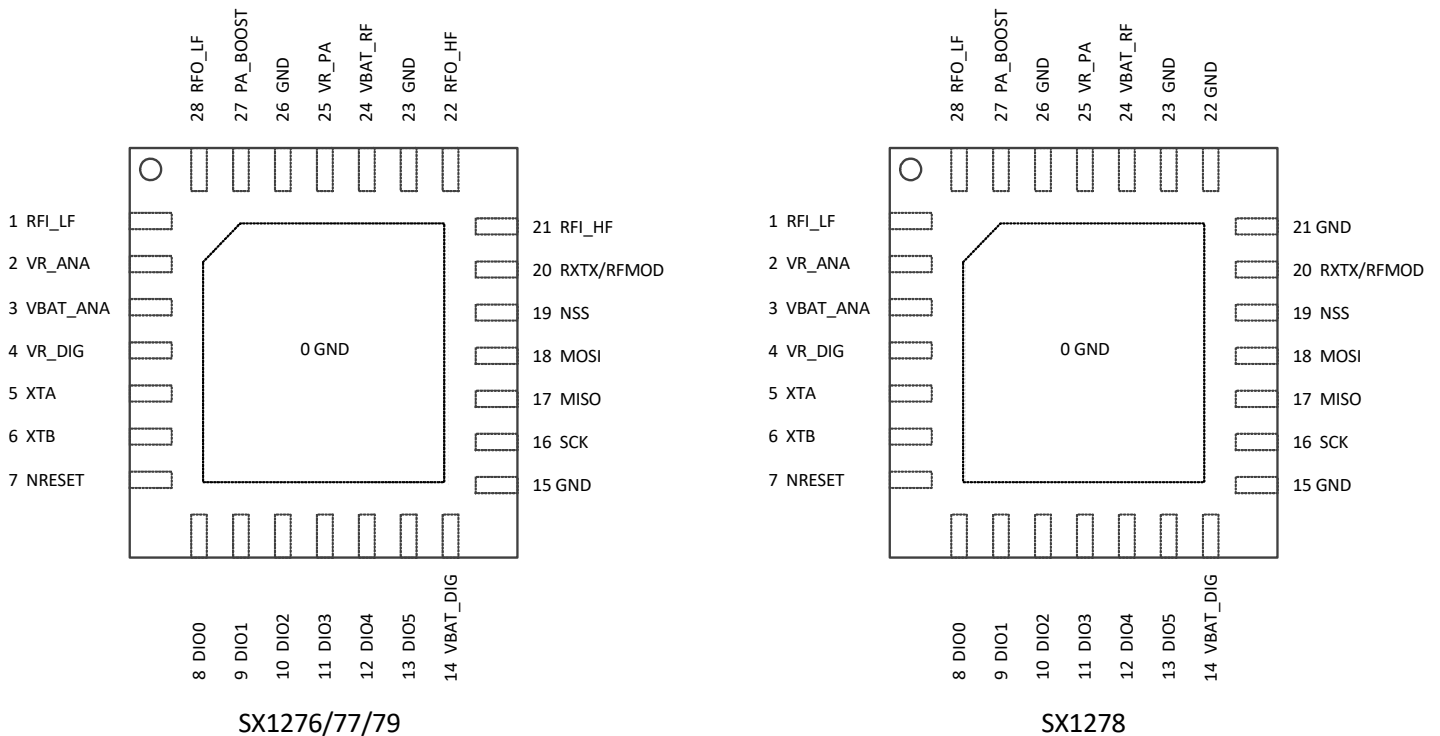 28 RFO_LF
27 PA_BOOST
26 GND
25 VR_PA
24 VBAT_RF
23 GND
22 RFO_HF
1 RFI_LF
2 VR_ANA
3 VBAT_ANA
4 VR_DIG
5 XTA
6 XTB
7 NRESET
0 GND
21 RFI_HF
20 RXTX/RFMOD
19 NSS
18 MOSI
17 MISO
16 SCK
15 GND
8 DIO0
9 DIO1
10 DIO2
11 DIO3
12 DIO4
13 DIO5
14 VBAT_DIG
SX1276/77/79
28 RFO_LF
27 PA_BOOST
26 GND
25 VR_PA
24 VBAT_RF
23 GND
22 GND
1 RFI_LF
2 VR_ANA
3 VBAT_ANA
4 VR_DIG
5 XTA
6 XTB
7 NRESET
0 GND
21 GND
20 RXTX/RFMOD
19 NSS
18 MOSI
17 MISO
16 SCK
15 GND
8 DIO0
9 DIO1
10 DIO2
11 DIO3
12 DIO4
13 DIO5
14 VBAT_DIG
SX1278